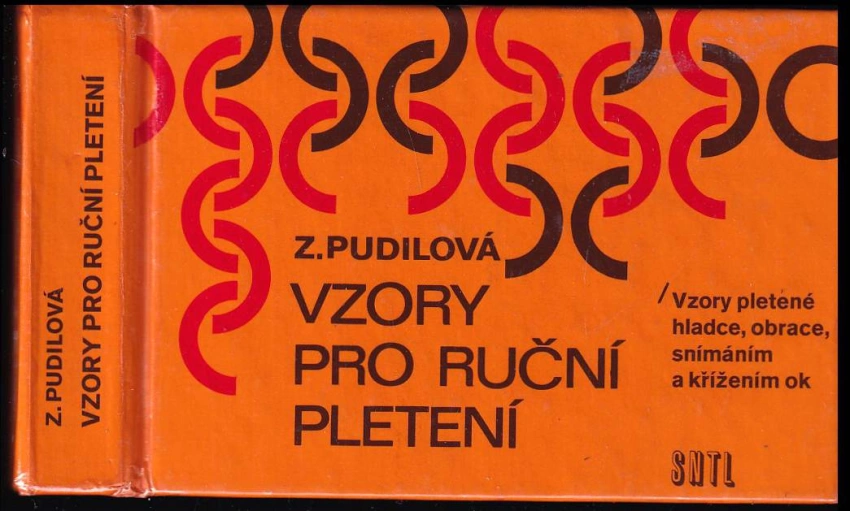 Z.PUDILOVÁ
VZORY PRO RUČNÍ PLETENÍ
Z.PUDILOVÁ
VZORY
PRO RUČNÍ
PLETENÍ
/Vzory pletené
hladce, obrace,
snímáním
a křížením ok
SNTL